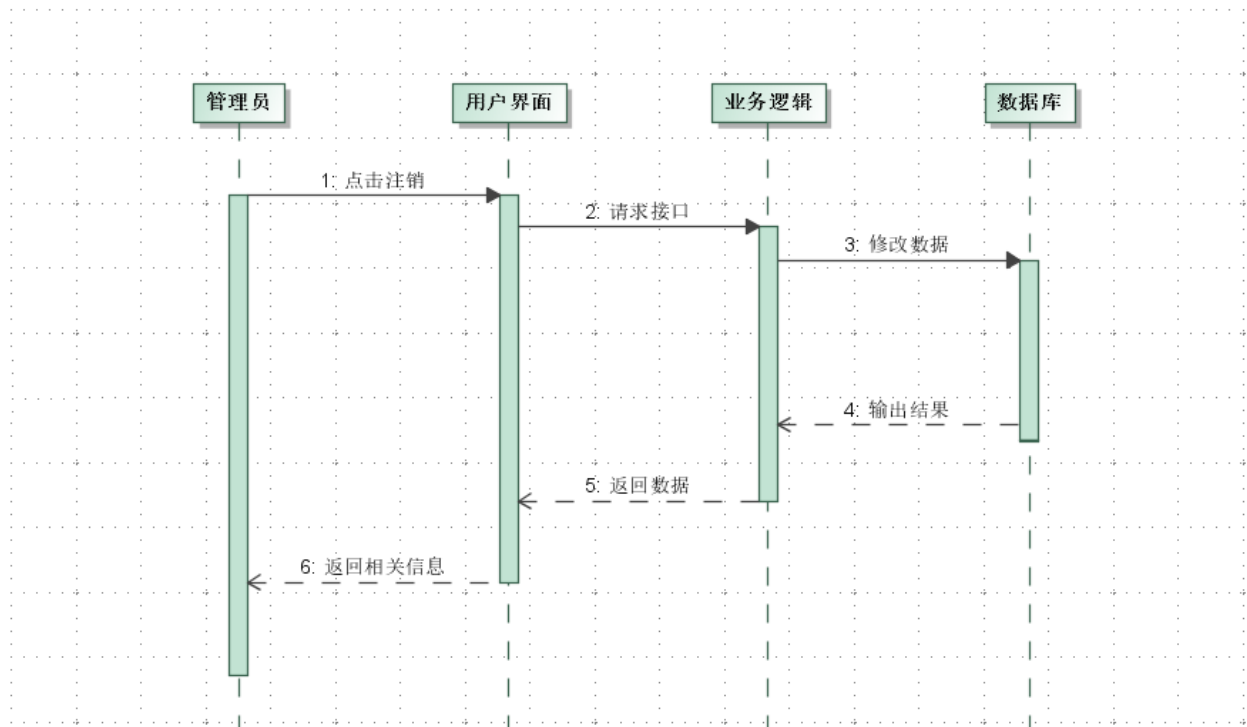 管理员
用户界面
业务逻辑
数据库
1: 点击注销
2: 请求接口
3: 修改数据
4: 输出结果
5: 返回数据
6: 返回相关信息